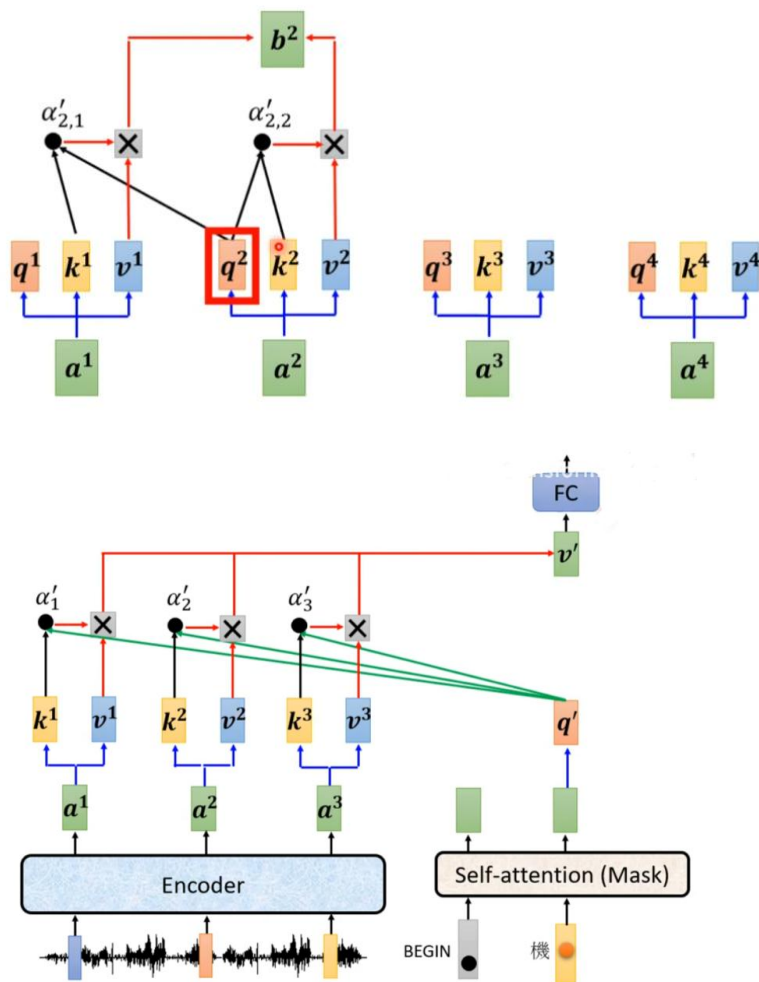 b²
α′₂,₁ α′₂,₂
q¹ k¹ v¹ q² k² v² q³ k³ v³ q⁴ k⁴ v⁴
a¹ a² a³ a⁴
FC
v′
α′₁ α′₂ α′₃
k¹ v¹ k² v² k³ v³ q′
a¹ a² a³
Encoder Self-attention (Mask)
BEGIN 機